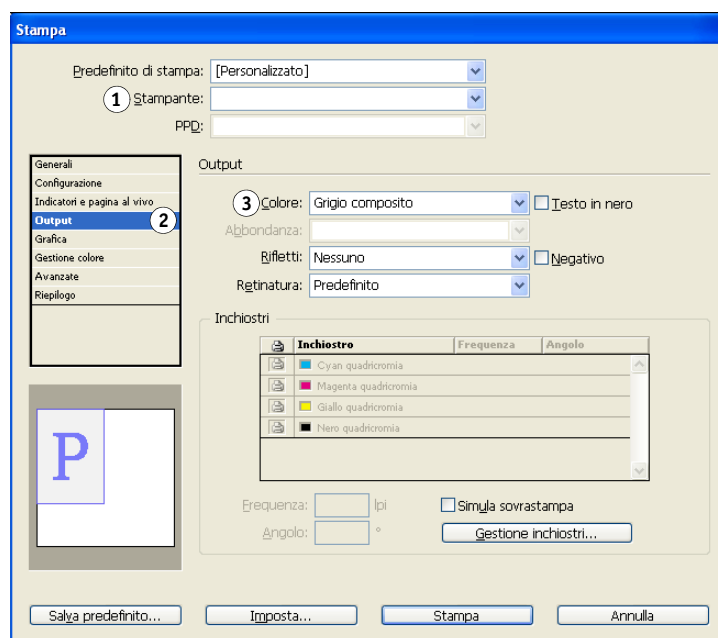 Stampa
Predefinito di stampa: [Personalizzato]
1 Stampante:
PPD:
Generali
Configurazione
Indicatori e pagina al vivo
Output 2
Grafica
Gestione colore
Avanzate
Riepilogo
Output
3 Colore: Grigio composito Testo in nero
Abbondanza:
Rifletti: Nessuno Negativo
Retinatura: Predefinito
Inchiostri
Inchiostro Frequenza Angolo
Cyan quadricromia
Magenta quadricromia
Giallo quadricromia
Nero quadricromia
P
Frequenza: lpi Simula sovrastampa
Angolo: ° Gestione inchiostri...
Salva predefinito... Imposta... Stampa Annulla